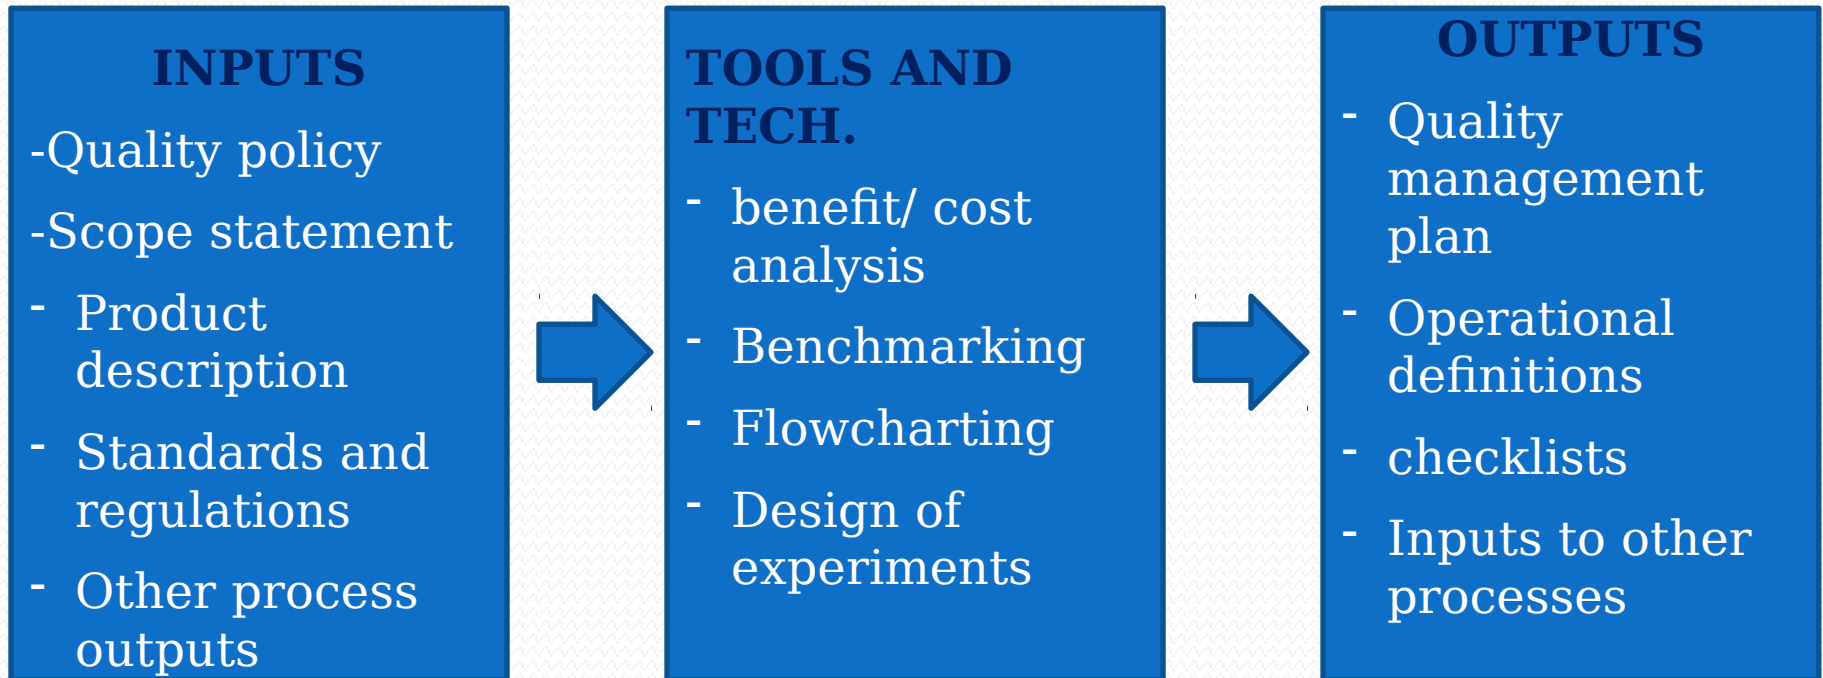 INPUTS
-Quality policy
-Scope statement
- Product
description
- Standards and
regulations
- Other process
outputs
TOOLS AND
TECH.
- benefit/ cost
analysis
- Benchmarking
- Flowcharting
- Design of
experiments
OUTPUTS
- Quality
management
plan
- Operational
definitions
- checklists
- Inputs to other
processes